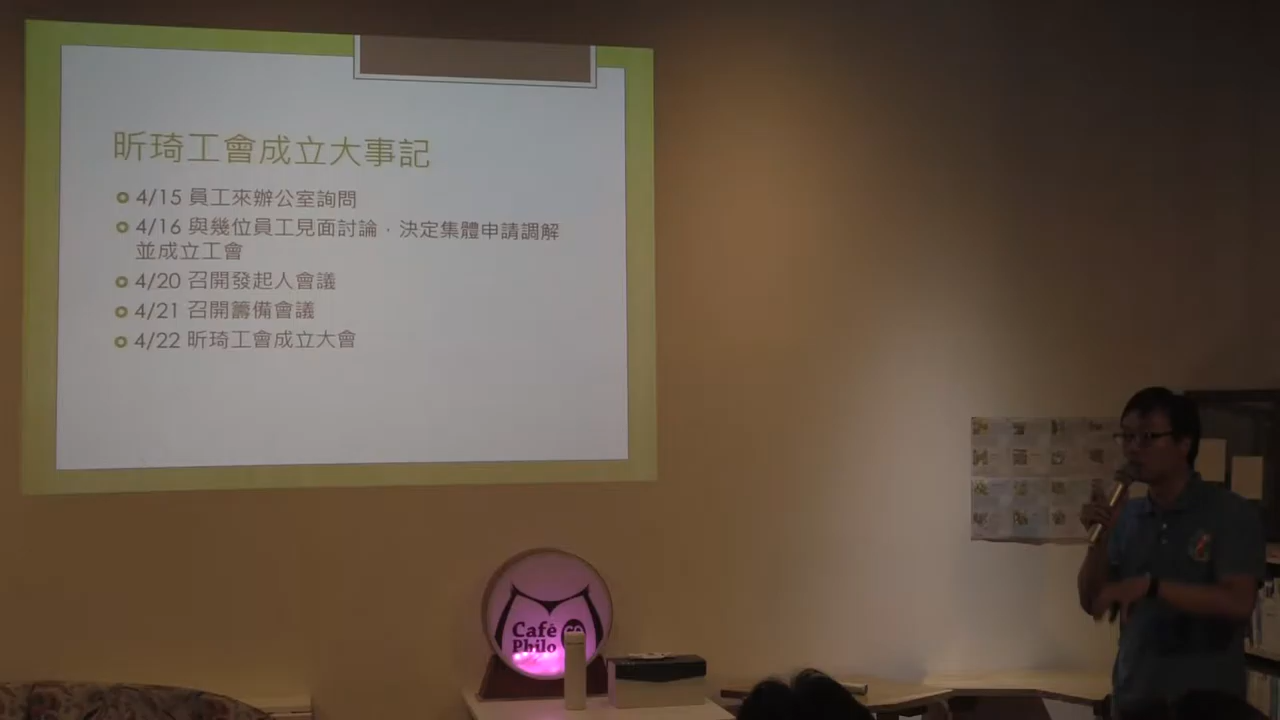 昕琦工會成立大事記
4/15 員工來辦公室詢問
4/16 與幾位員工見面討論，決定集體申請調解
並成立工會
4/20 召開發起人會議
4/21 召開籌備會議
4/22 昕琦工會成立大會
Café
Philo